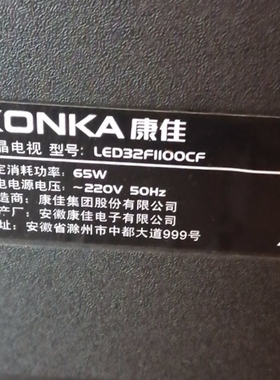 KONKA 康佳
晶电视 型号: LED32F1100CF
定消耗功率: 65W
电电源电压: ~220V 50Hz
造商: 康佳集团股份有限公司
产厂: 安徽康佳电子有限公司
址: 安徽省滁州市中都大道999号